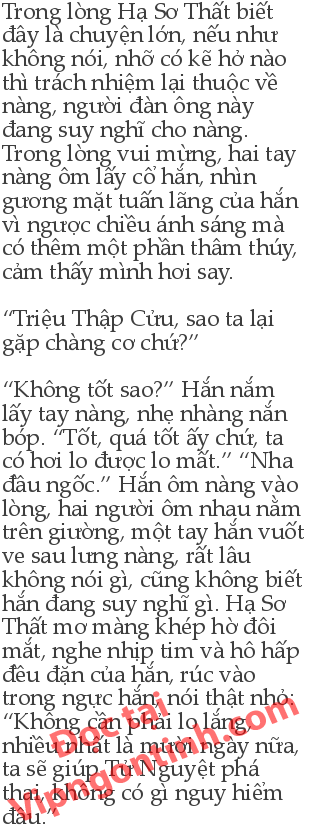 Trong lòng Hạ Sơ Thất biết
đây là chuyện lớn, nếu như
không nói, nhỡ có kẽ hở nào
thì trách nhiệm lại thuộc về
nàng, người đàn ông này
đang suy nghĩ cho nàng.
Trong lòng vui mừng, hai tay
nàng ôm lấy cổ hắn, nhìn
gương mặt tuấn lãng của hắn
vì ngược chiều ánh sáng mà
có thêm một phần thâm thúy,
cảm thấy mình hơi say.
“Triệu Thập Cửu, sao ta lại
gặp chàng cơ chứ?”
“Không tốt sao?” Hắn nắm
lấy tay nàng, nhẹ nhàng nắn
bóp. “Tốt, quá tốt ấy chứ, ta
có hơi lo được lo mất.” “Nha
đầu ngốc.” Hắn ôm nàng vào
lòng, hai người ôm nhau nằm
trên giường, một tay hắn vuốt
ve sau lưng nàng, rất lâu
không nói gì, cũng không biết
hắn đang suy nghĩ gì. Hạ Sơ
Thất mơ màng khép hờ đôi
mắt, nghe nhịp tim và hô hấp
đều đặn của hắn, rúc vào
trong ngực hắn, nói thật nhỏ:
“Không cần phải lo lắng,
nhiều nhất là mười ngày nữa,
ta sẽ giúp Tư Nguyệt phá
thai, không có gì nguy hiểm
đâu.”
Đọc tại
Vipngontinh.com